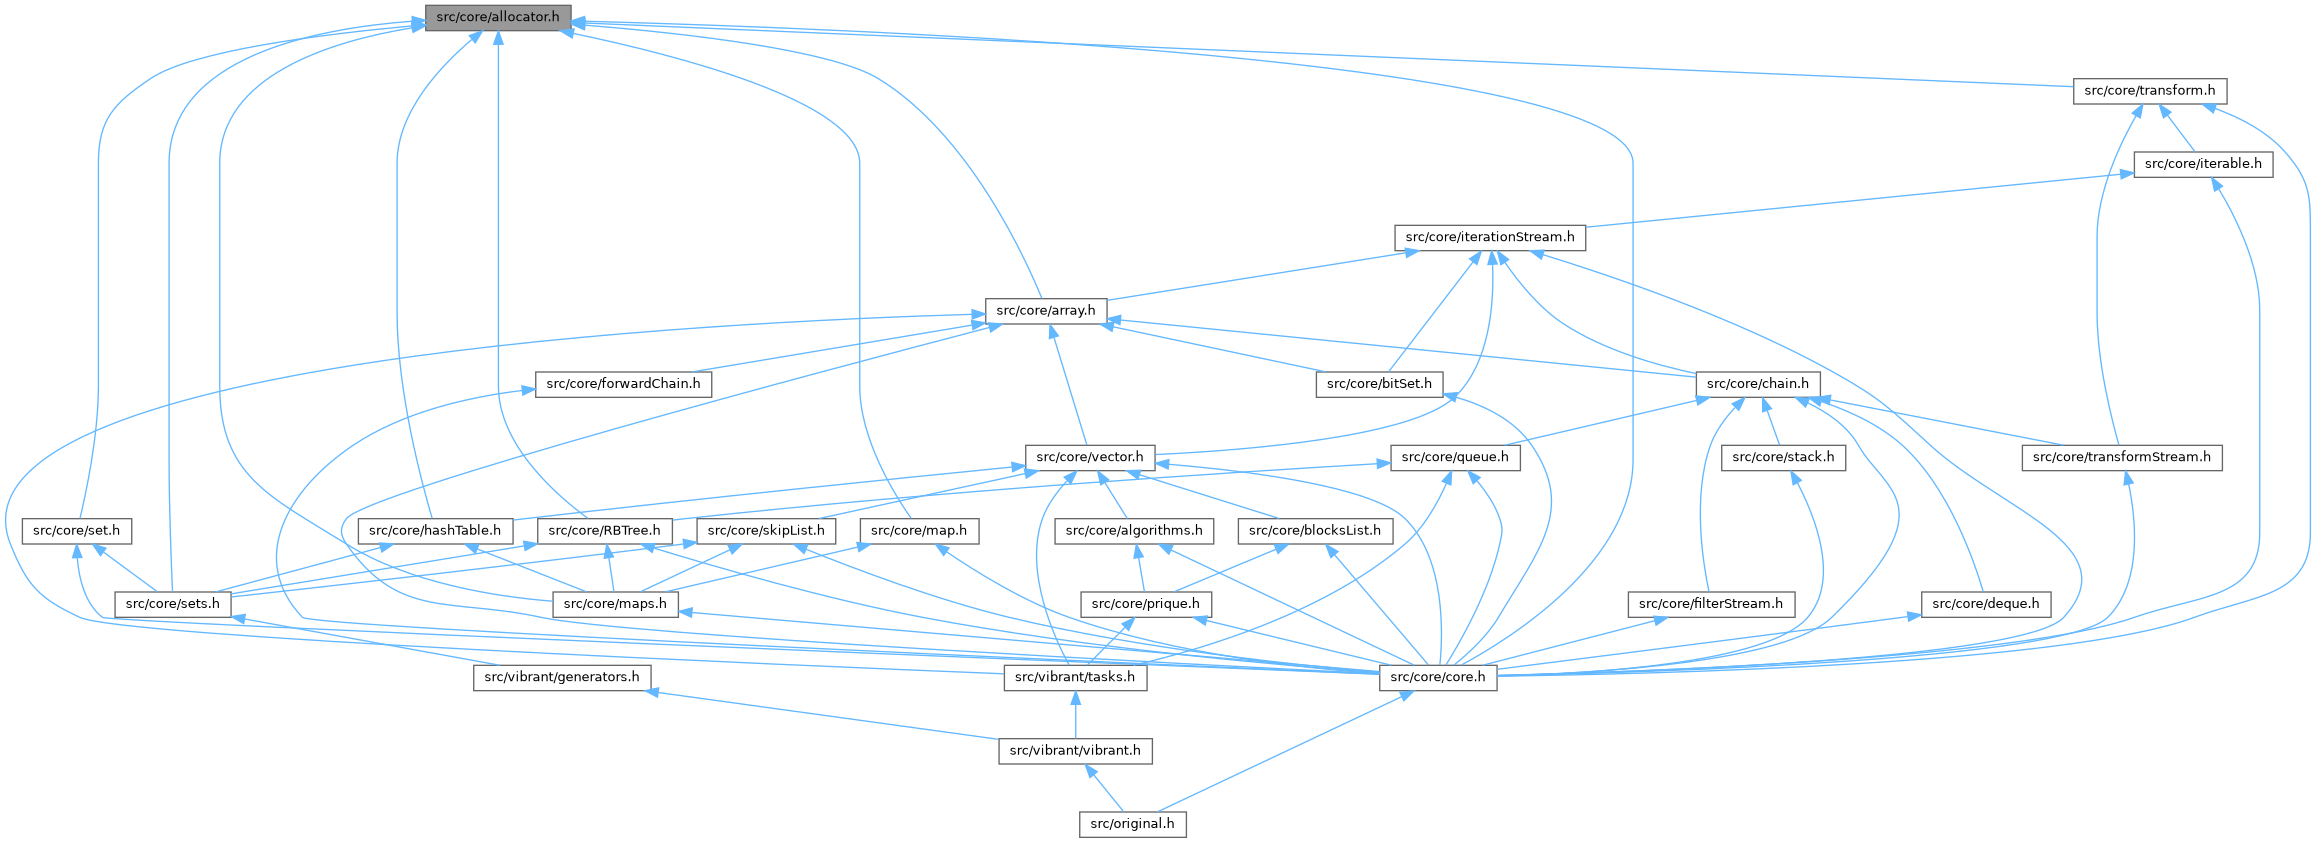 src/core/allocator.h
src/core/transform.h
src/core/iterable.h
src/core/iterationStream.h
src/core/array.h
src/core/forwardChain.h
src/core/bitSet.h
src/core/chain.h
src/core/vector.h
src/core/queue.h
src/core/stack.h
src/core/transformStream.h
src/core/set.h
src/core/hashTable.h
src/core/RBTree.h
src/core/skipList.h
src/core/map.h
src/core/algorithms.h
src/core/blocksList.h
src/core/sets.h
src/core/maps.h
src/core/prique.h
src/core/filterStream.h
src/core/deque.h
src/vibrant/generators.h
src/vibrant/tasks.h
src/core/core.h
src/vibrant/vibrant.h
src/original.h